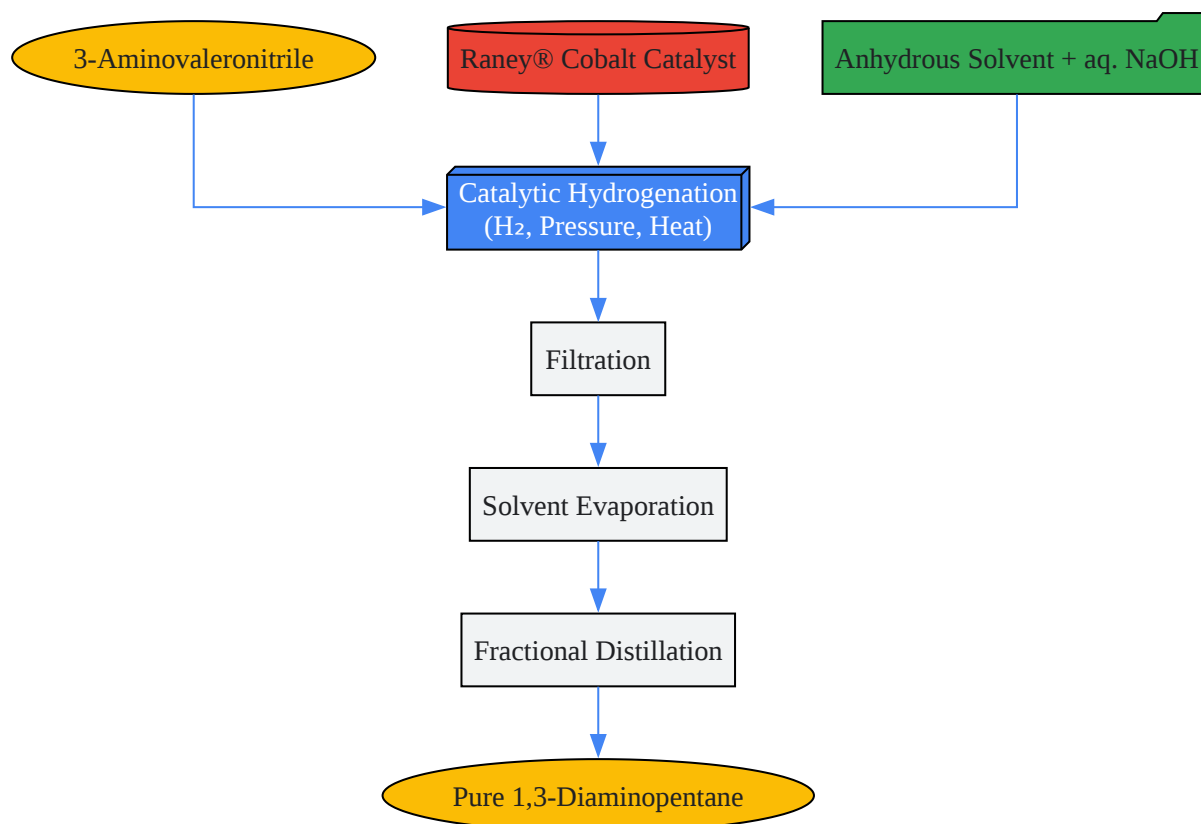 3-Aminovaleronitrile
Raney® Cobalt Catalyst
Anhydrous Solvent + aq. NaOH
Catalytic Hydrogenation
(H₂, Pressure, Heat)
Filtration
Solvent Evaporation
Fractional Distillation
Pure 1,3-Diaminopentane